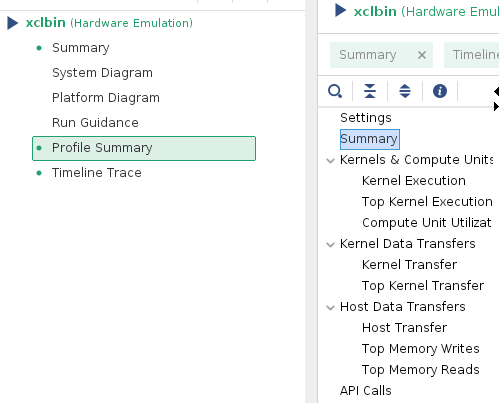 xclbin (Hardware Emulation)
Summary
System Diagram
Platform Diagram
Run Guidance
Profile Summary
Timeline Trace
xclbin (Hardware
Summary
Timeline
Settings
Summary
Kernels & Compute Units
Kernel Execution
Top Kernel Execution
Compute Unit Utilizat
Kernel Data Transfers
Kernel Transfer
Top Kernel Transfer
Host Data Transfers
Host Transfer
Top Memory Writes
Top Memory Reads
API Calls